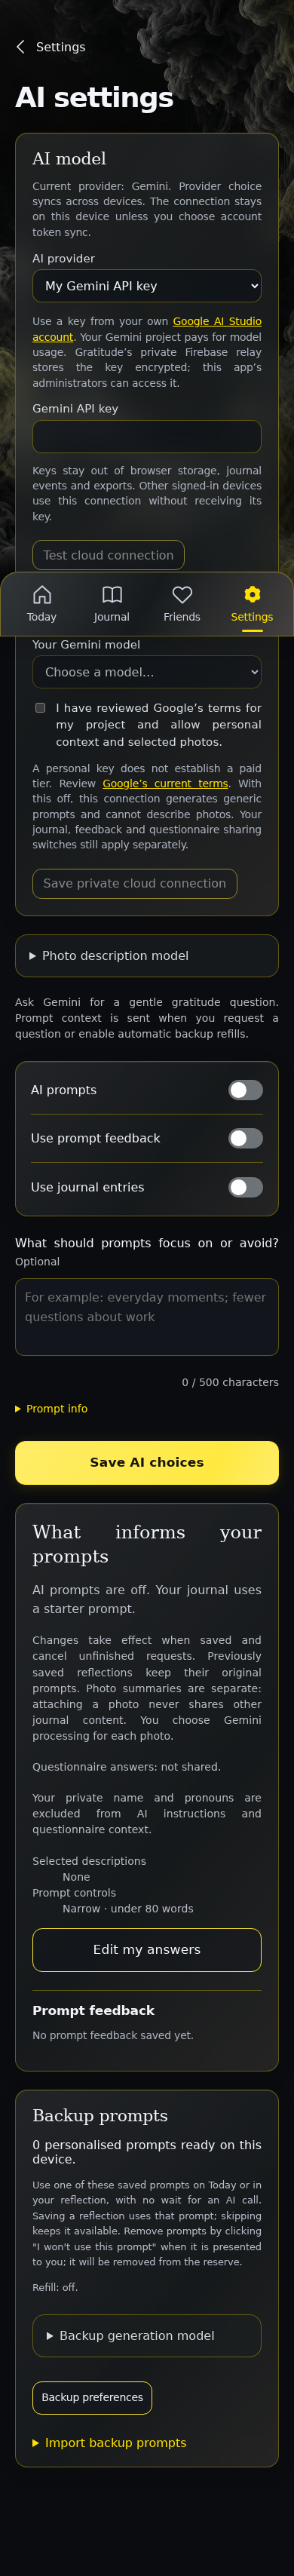 Settings
AI settings
AI model
Current provider: Gemini. Provider choice
syncs across devices. The connection stays
on this device unless you choose account
token sync.
AI provider
My Gemini API key
Use a key from your own Google AI Studio
account. Your Gemini project pays for model
usage. Gratitude’s private Firebase relay
stores the key encrypted; this app’s
administrators can access it.
Gemini API key
Keys stay out of browser storage, journal
events and exports. Other signed-in devices
use this connection without receiving its
key.
Test cloud connection
Today
Journal
Friends
Settings
Your Gemini model
Choose a model…
I have reviewed Google’s terms for
my project and allow personal
context and selected photos.
A personal key does not establish a paid
tier. Review Google’s current terms. With
this off, this connection generates generic
prompts and cannot describe photos. Your
journal, feedback and questionnaire sharing
switches still apply separately.
Save private cloud connection
Photo description model
Ask Gemini for a gentle gratitude question.
Prompt context is sent when you request a
question or enable automatic backup refills.
AI prompts
Use prompt feedback
Use journal entries
What should prompts focus on or avoid?
Optional
For example: everyday moments; fewer
questions about work
0 / 500 characters
Prompt info
Save AI choices
What informs your
prompts
AI prompts are off. Your journal uses
a starter prompt.
Changes take effect when saved and
cancel unfinished requests. Previously
saved reflections keep their original
prompts. Photo summaries are separate:
attaching a photo never shares other
journal content. You choose Gemini
processing for each photo.
Questionnaire answers: not shared.
Your private name and pronouns are
excluded from AI instructions and
questionnaire context.
Selected descriptions
None
Prompt controls
Narrow · under 80 words
Edit my answers
Prompt feedback
No prompt feedback saved yet.
Backup prompts
0 personalised prompts ready on this
device.
Use one of these saved prompts on Today or in
your reflection, with no wait for an AI call.
Saving a reflection uses that prompt; skipping
keeps it available. Remove prompts by clicking
"I won't use this prompt" when it is presented
to you; it will be removed from the reserve.
Refill: off.
Backup generation model
Backup preferences
Import backup prompts